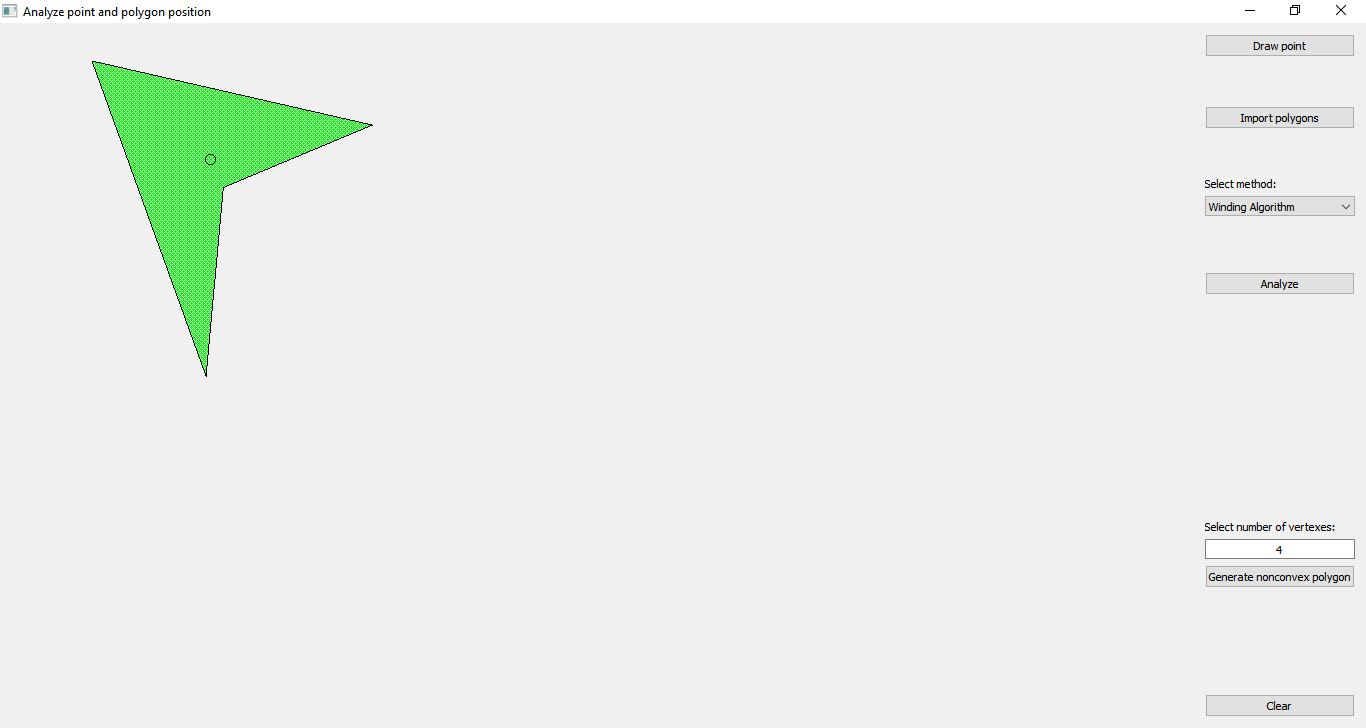 Analyze point and polygon position
Draw point
Import polygons
Select method:
Winding Algorithm
Analyze
Select number of vertexes:
4
Generate nonconvex polygon
Clear